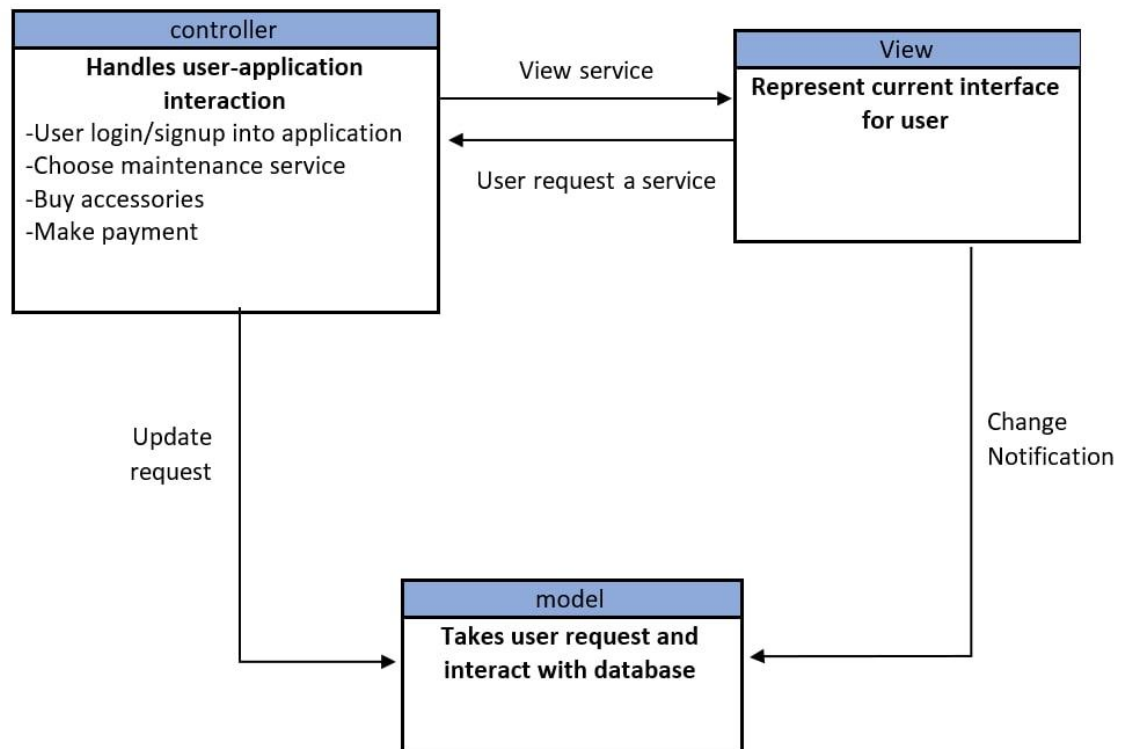 controller
Handles user-application
interaction
-User login/signup into application
-Choose maintenance service
-Buy accessories
-Make payment
View service
User request a service
View
Represent current interface
for user
Update
request
Change
Notification
model
Takes user request and
interact with database